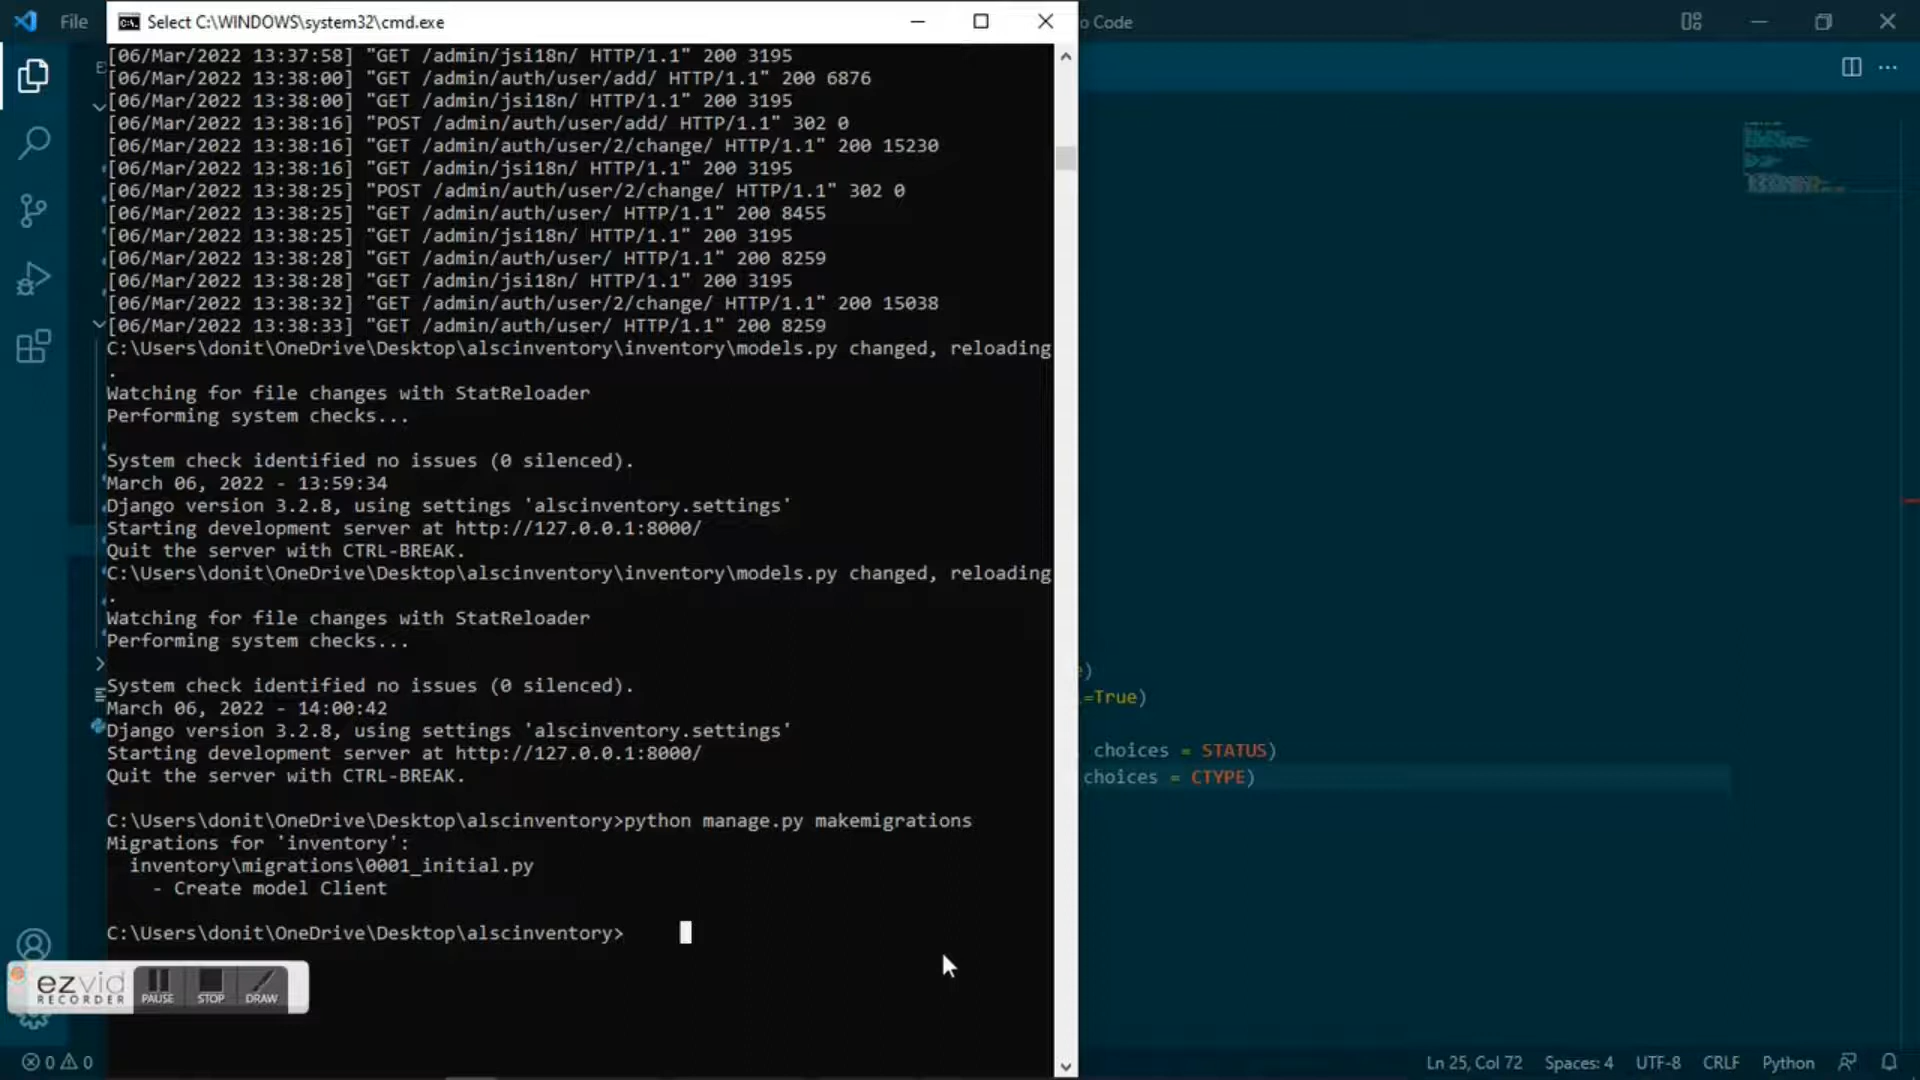 File
Select C:\WINDOWS\system32\cmd.exe
o Code
[06/Mar/2022 13:37:58] "GET /admin/jsi18n/ HTTP/1.1" 200 3195
[06/Mar/2022 13:38:00] "GET /admin/auth/user/add/ HTTP/1.1" 200 6876
[06/Mar/2022 13:38:00] "GET /admin/jsi18n/ HTTP/1.1" 200 3195
[06/Mar/2022 13:38:16] "POST /admin/auth/user/add/ HTTP/1.1" 302 0
[06/Mar/2022 13:38:16] "GET /admin/auth/user/2/change/ HTTP/1.1" 200 15230
[06/Mar/2022 13:38:16] "GET /admin/jsi18n/ HTTP/1.1" 200 3195
[06/Mar/2022 13:38:25] "POST /admin/auth/user/2/change/ HTTP/1.1" 302 0
[06/Mar/2022 13:38:25] "GET /admin/auth/user/ HTTP/1.1" 200 8455
[06/Mar/2022 13:38:25] "GET /admin/jsi18n/ HTTP/1.1" 200 3195
[06/Mar/2022 13:38:28] "GET /admin/auth/user/ HTTP/1.1" 200 8259
[06/Mar/2022 13:38:28] "GET /admin/jsi18n/ HTTP/1.1" 200 3195
[06/Mar/2022 13:38:32] "GET /admin/auth/user/2/change/ HTTP/1.1" 200 15038
[06/Mar/2022 13:38:33] "GET /admin/auth/user/ HTTP/1.1" 200 8259
C:\Users\donit\OneDrive\Desktop\alscinventory\inventory\models.py changed, reloading
.
Watching for file changes with StatReloader
Performing system checks...
System check identified no issues (0 silenced).
March 06, 2022 - 13:59:34
Django version 3.2.8, using settings 'alscinventory.settings'
Starting development server at http://127.0.0.1:8000/
Quit the server with CTRL-BREAK.
C:\Users\donit\OneDrive\Desktop\alscinventory\inventory\models.py changed, reloading
.
Watching for file changes with StatReloader
Performing system checks...
System check identified no issues (0 silenced).
March 06, 2022 - 14:00:42
Django version 3.2.8, using settings 'alscinventory.settings'
Starting development server at http://127.0.0.1:8000/
Quit the server with CTRL-BREAK.
C:\Users\donit\OneDrive\Desktop\alscinventory>python manage.py makemigrations
Migrations for 'inventory':
inventory\migrations\0001_initial.py
- Create model Client
C:\Users\donit\OneDrive\Desktop\alscinventory>
)
=True)
choices = STATUS)
choices = CTYPE)
ezvid
RECORDER
PAUSE
STOP
DRAW
0 0
Ln 25, Col 72
Spaces: 4
UTF-8
CRLF
Python